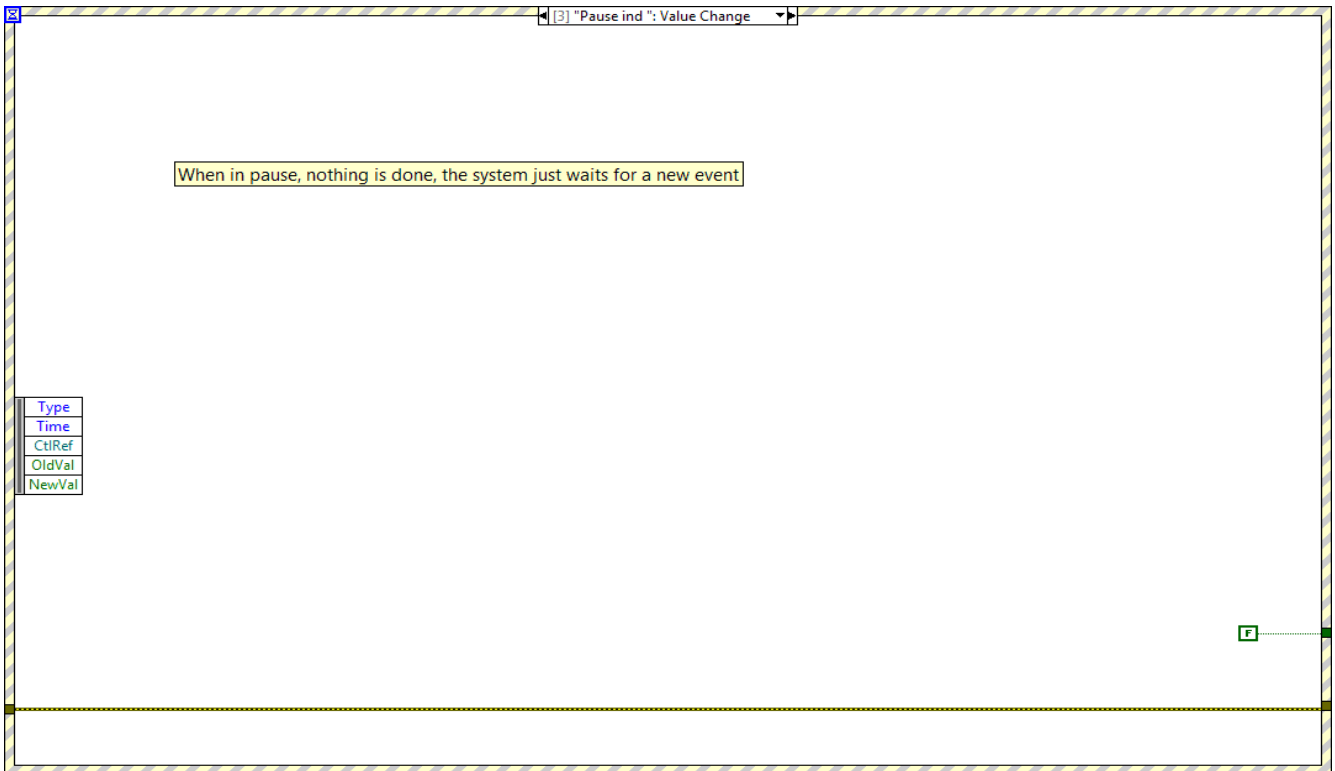 [3] "Pause ind ": Value Change
When in pause, nothing is done, the system just waits for a new event
Type
Time
CtlRef
OldVal
NewVal
F